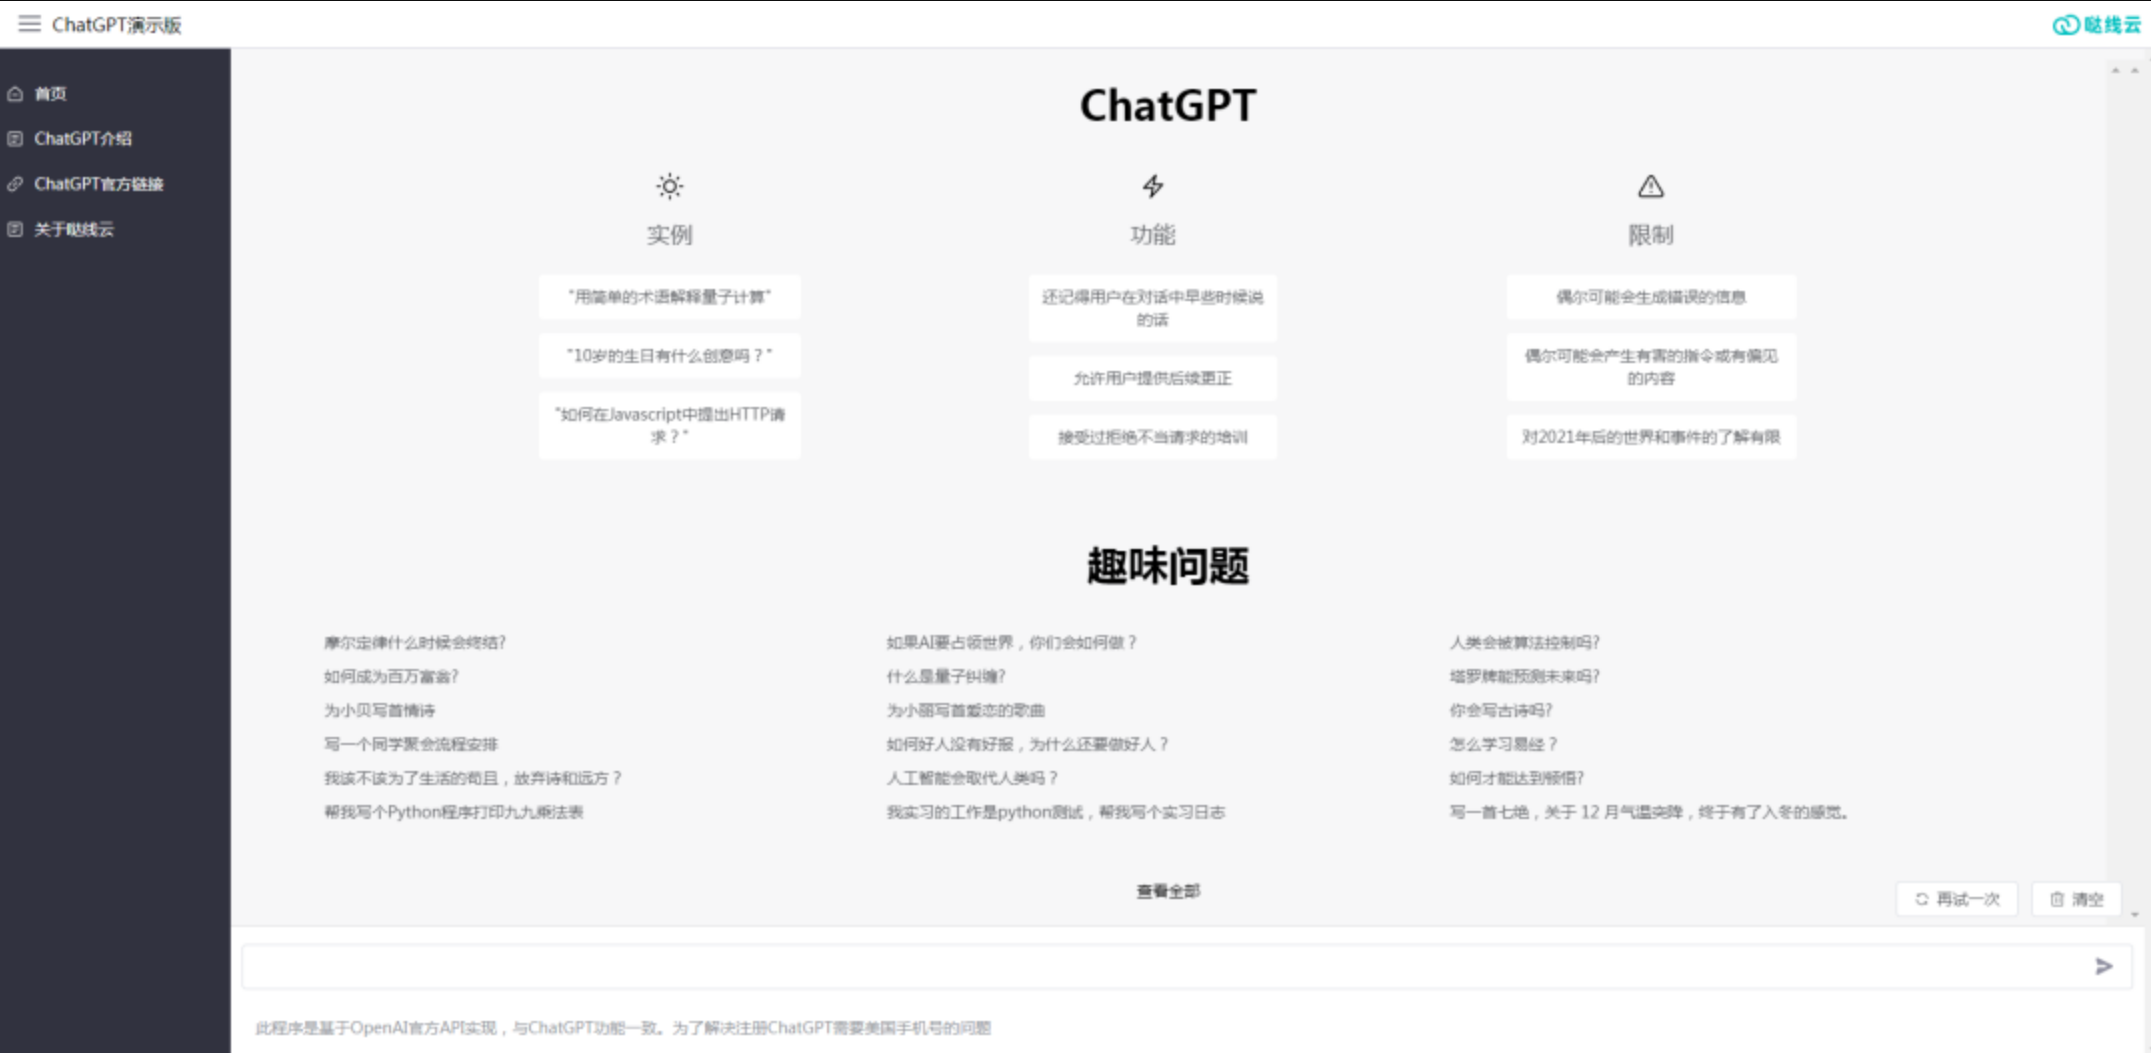 ChatGPT演示版
哒线云
首页
ChatGPT介绍
ChatGPT官方链接
关于哒线云
ChatGPT
实例
"用简单的术语解释量子计算"
"10岁的生日有什么创意吗？"
"如何在Javascript中提出HTTP请
求？"
功能
还记得用户在对话中早些时候说
的话
允许用户提供后续更正
接受过拒绝不当请求的培训
限制
偶尔可能会生成错误的信息
偶尔可能会产生有害的指令或有偏见
的内容
对2021年后的世界和事件的了解有限
趣味问题
摩尔定律什么时候会终结?
如何成为百万富翁?
为小贝写首情诗
写一个同学聚会流程安排
我该不该为了生活的苟且，放弃诗和远方？
帮我写个Python程序打印九九乘法表
如果AI要占领世界，你们会如何做？
什么是量子纠缠?
为小丽写首爱恋的歌曲
如何好人没有好报，为什么还要做好人？
人工智能会取代人类吗？
我实习的工作是python测试，帮我写个实习日志
人类会被算法控制吗?
塔罗牌能预测未来吗?
你会写古诗吗?
怎么学习易经？
如何才能达到顿悟?
写一首七绝，关于 12 月气温突降，终于有了入冬的感觉。
查看全部
再试一次
清空
此程序是基于OpenAI官方API实现，与ChatGPT功能一致。为了解决注册ChatGPT需要美国手机号的问题